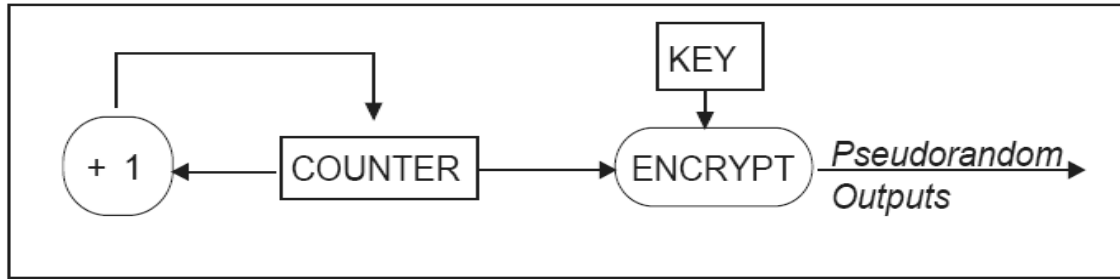 KEY
+ 1
COUNTER
ENCRYPT
Pseudorandom
Outputs